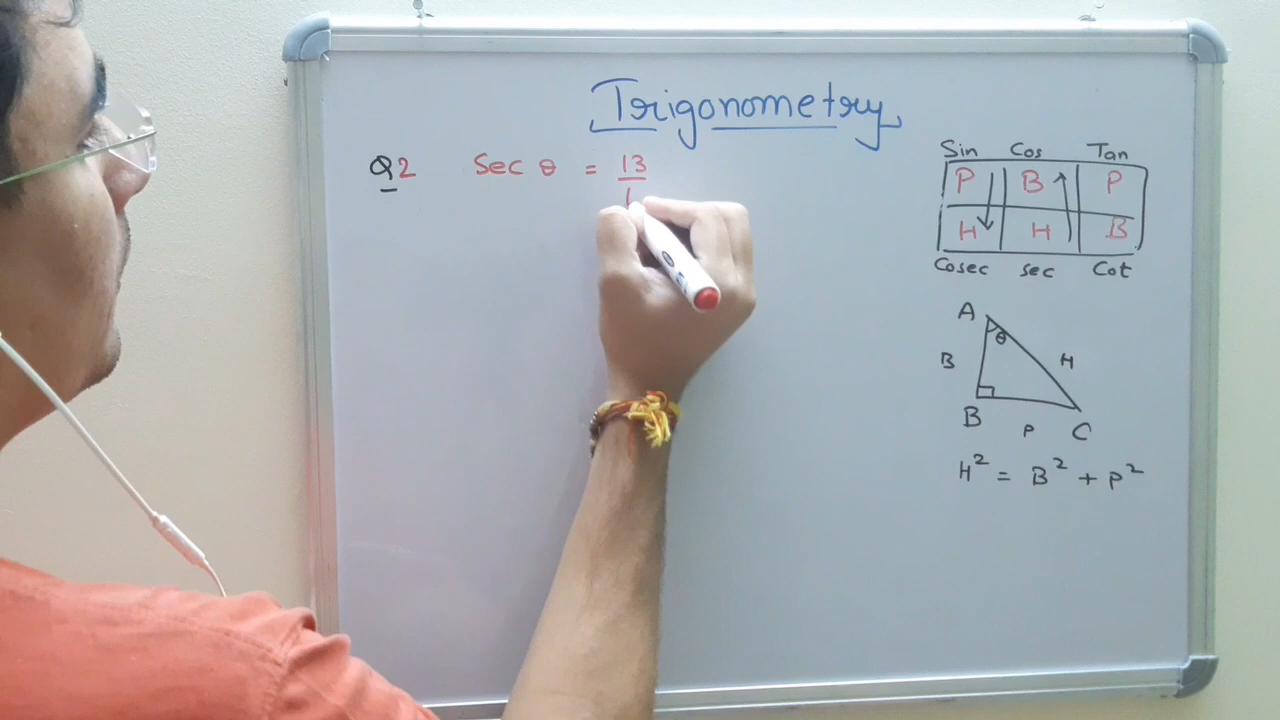 Trigonometry
Q2 Sec θ = 13
Sin Cos Tan
P B P
H H B
Cosec sec Cot
A
θ
B H
B P C
H² = B² + P²